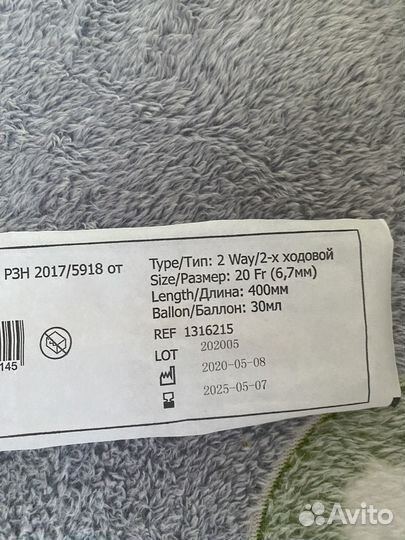 РЗН 2017/5918 от
Type/Тип: 2 Way/2-х ходовой
Size/Размер: 20 Fr (6,7мм)
Length/Длина: 400мм
Ballon/Баллон: 30мл
REF 1316215
LOT 202005
2020-05-08
2025-05-07
145
Avito